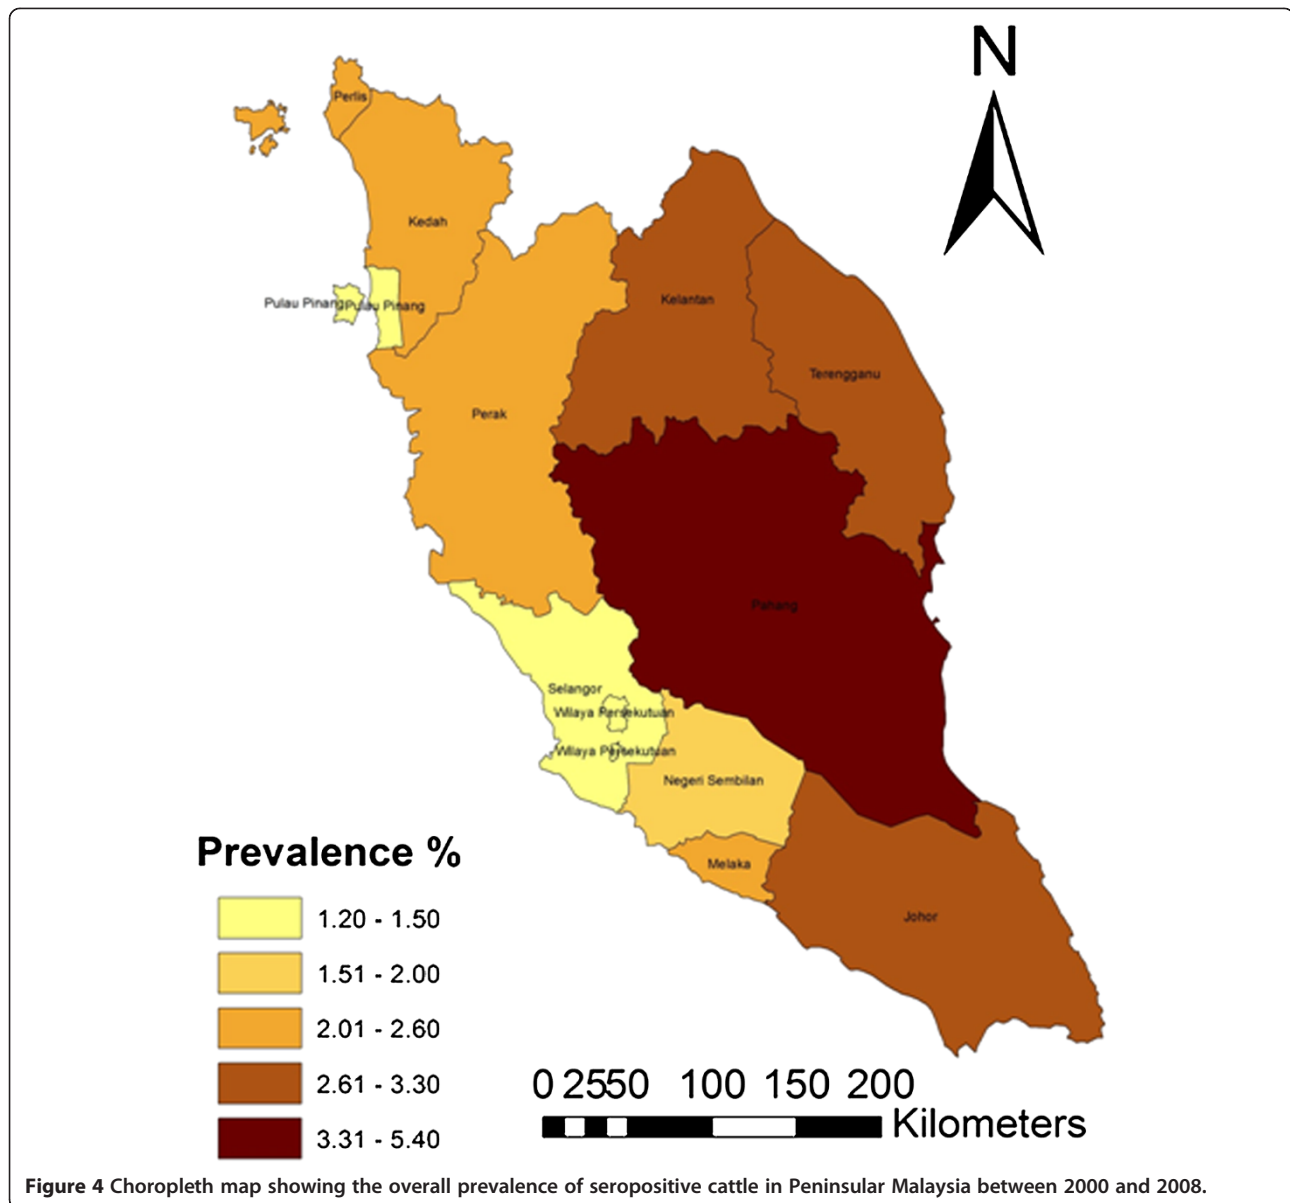 N
Perlis
Kedah
Pulau Pinang
Pulau Pinang
Kelantan
Terengganu
Perak
Pahang
Selangor
Wilaya Persekutuan
Wilaya Persekutuan
Negeri Sembilan
Melaka
Johor
Prevalence %
1.20 - 1.50
1.51 - 2.00
2.01 - 2.60
2.61 - 3.30
3.31 - 5.40
0 25 50 100 150 200
Kilometers
Figure 4 Choropleth map showing the overall prevalence of seropositive cattle in Peninsular Malaysia between 2000 and 2008.